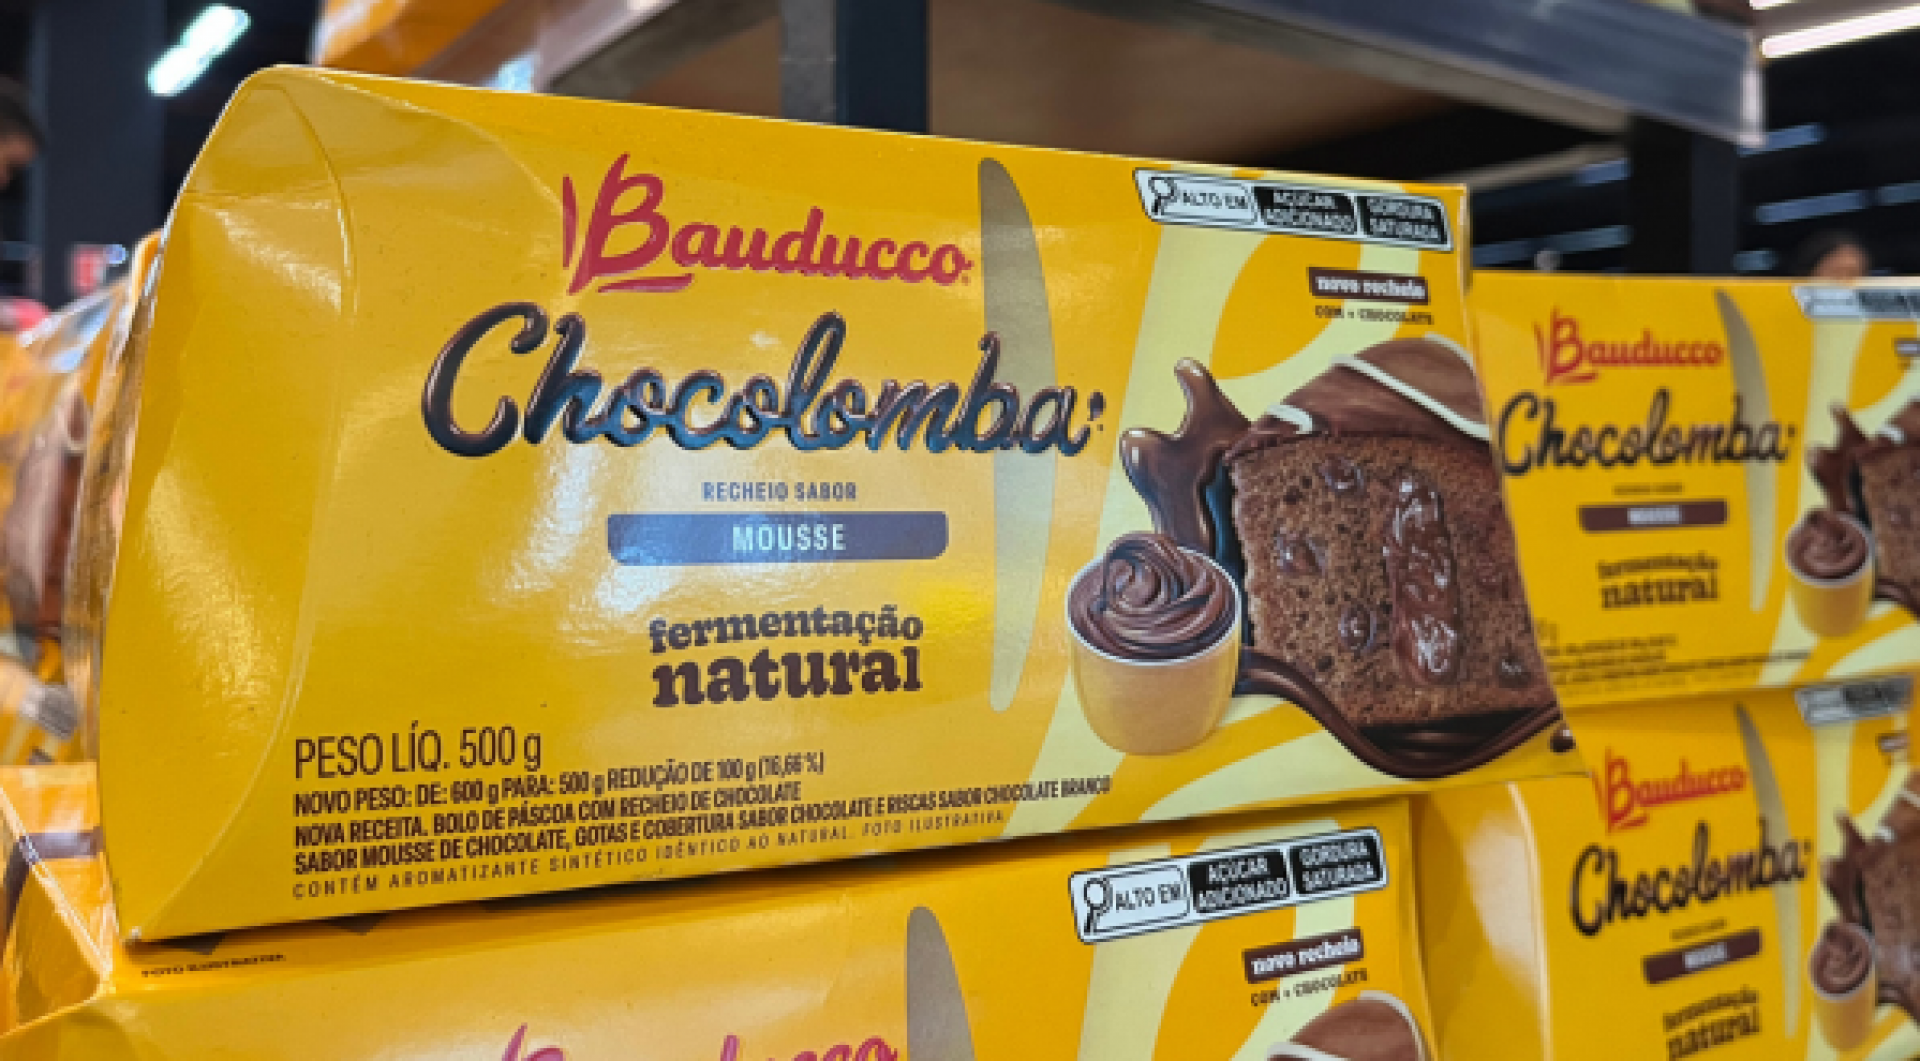 Bauducco
Chocolomba
RECHEIO SABOR
MOUSSE
fermentação
natural
PESO LÍQ. 500 g
NOVO PESO: DE: 600 g PARA: 500 g REDUÇÃO DE 100 g (16,66 %)
NOVA RECEITA. BOLO DE PÁSCOA COM RECHEIO DE CHOCOLATE
SABOR MOUSSE DE CHOCOLATE, GOTAS E COBERTURA SABOR CHOCOLATE E RISCAS SABOR CHOCOLATE BRANCO
CONTÉM AROMATIZANTE SINTÉTICO IDÊNTICO AO NATURAL. FOTO ILUSTRATIVA
ALTO EM
AÇÚCAR
ADICIONADO
GORDURA
SATURADA
novo recheio
COM + CHOCOLATE
Bauducco
Chocolomba
MOUSSE
fermentação
natural
Bauducco
Chocolomba
MOUSSE
fermentação
natural
FOTO ILUSTRATIVA
ALTO EM
AÇÚCAR
ADICIONADO
GORDURA
SATURADA
novo recheio
COM + CHOCOLATE